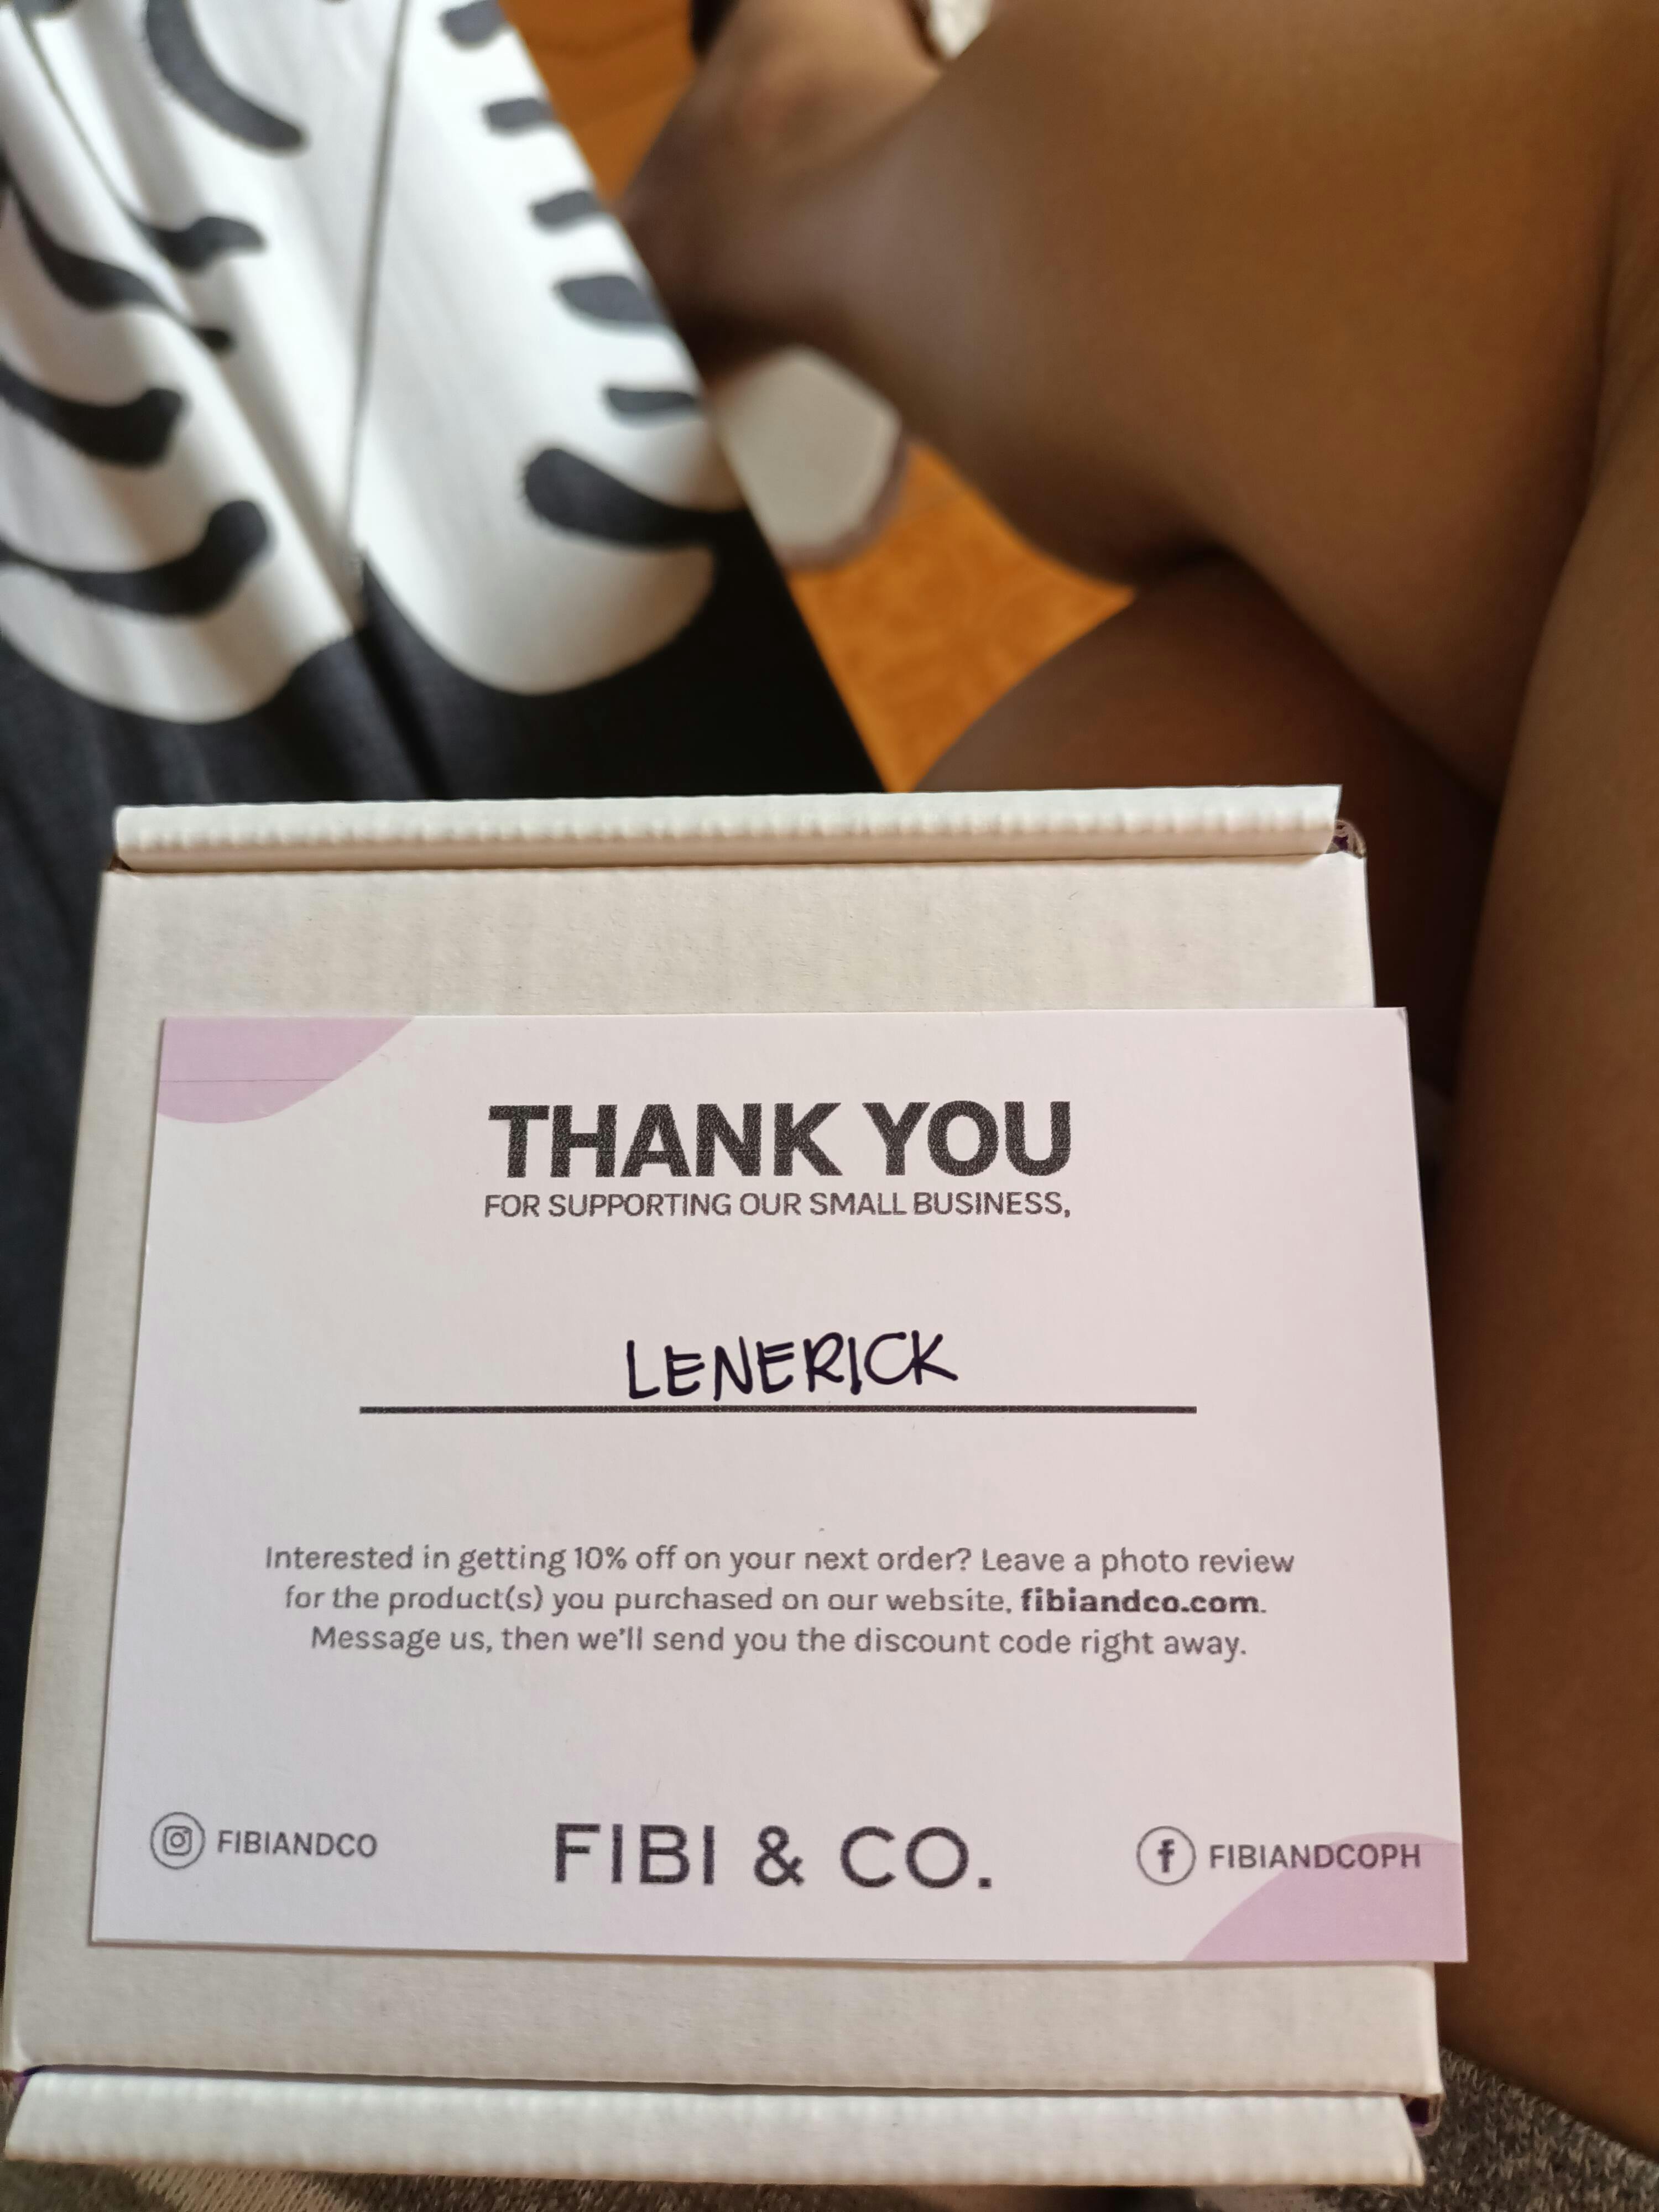 THANK YOU
FOR SUPPORTING OUR SMALL BUSINESS,
LENERICK
Interested in getting 10% off on your next order? Leave a photo review
for the product(s) you purchased on our website, fibiandco.com.
Message us, then we'll send you the discount code right away.
FIBIANDCO
FIBI & CO.
FIBIANDCOPH